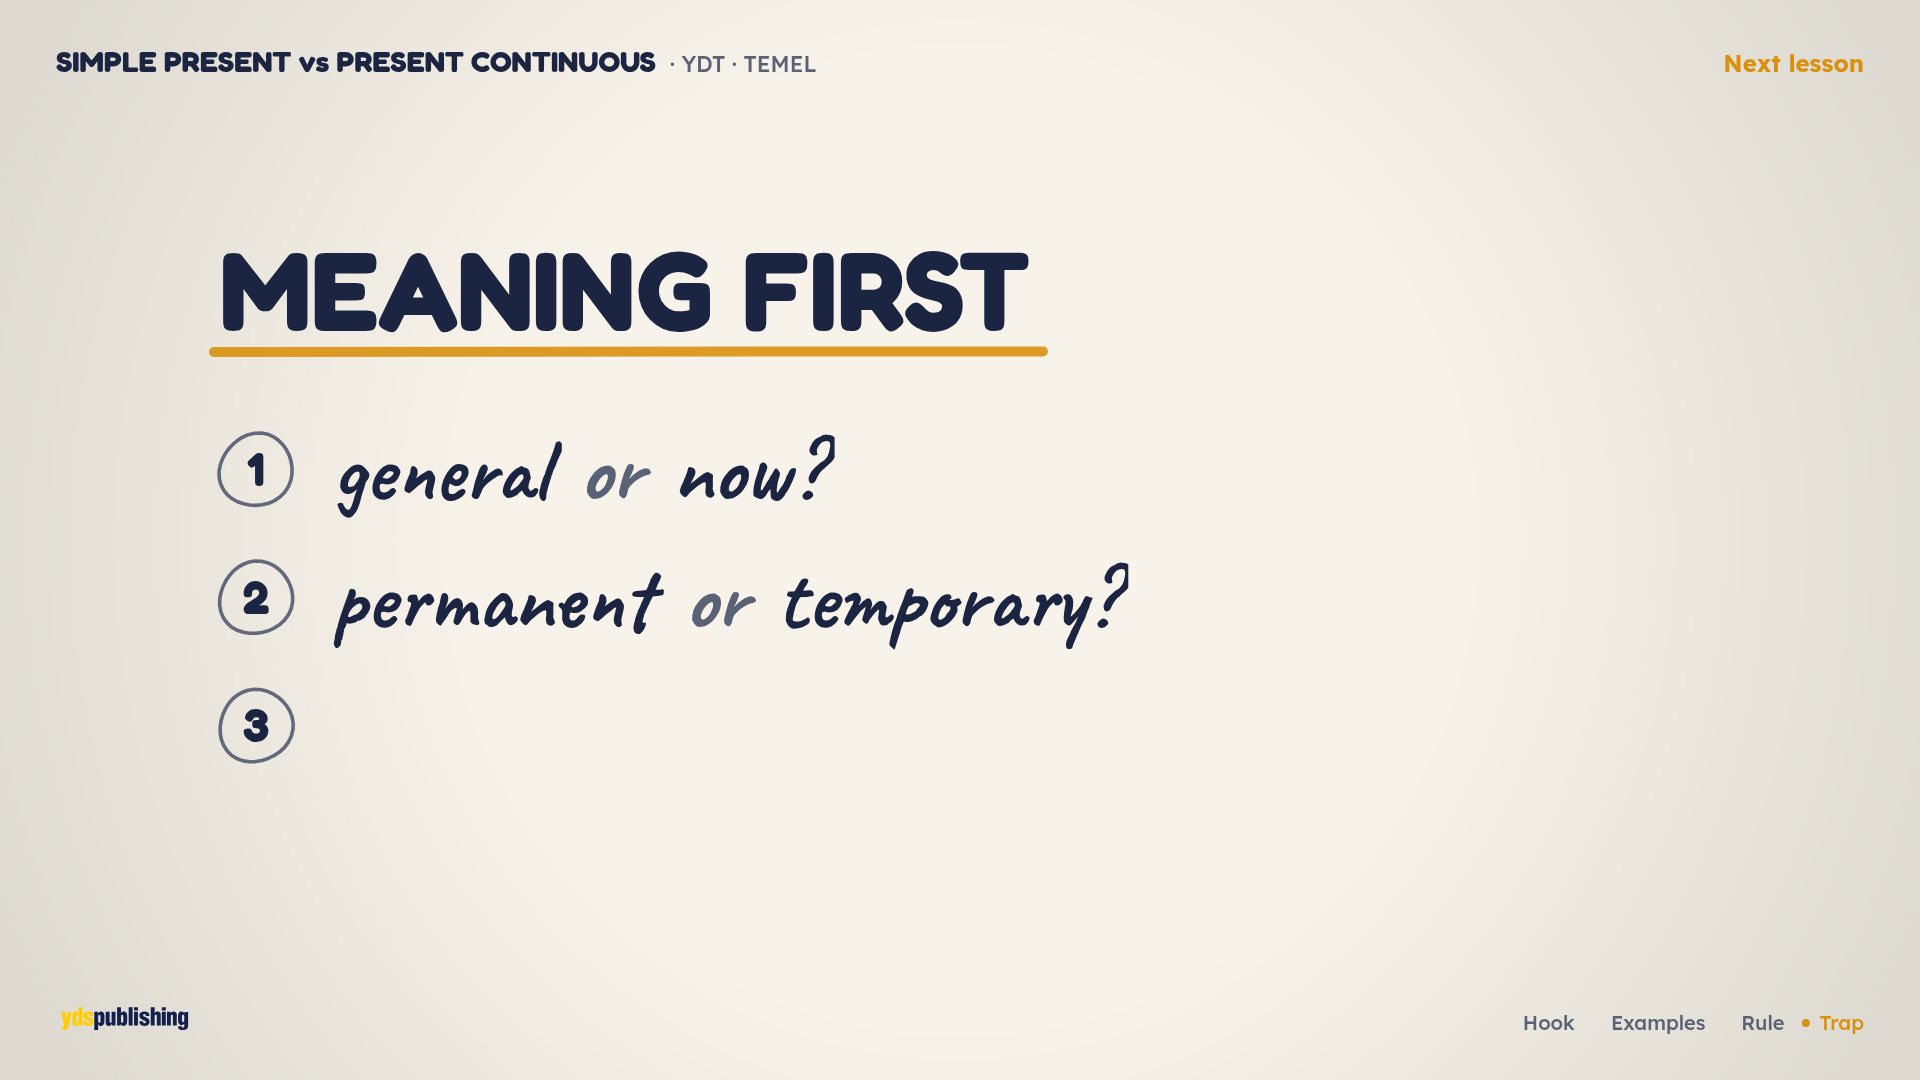 SIMPLE PRESENT vs PRESENT CONTINUOUS · YDT · TEMEL
Next lesson
MEANING FIRST
1 general or now?
2 permanent or temporary?
3
ydspublishing
Hook Examples Rule • Trap